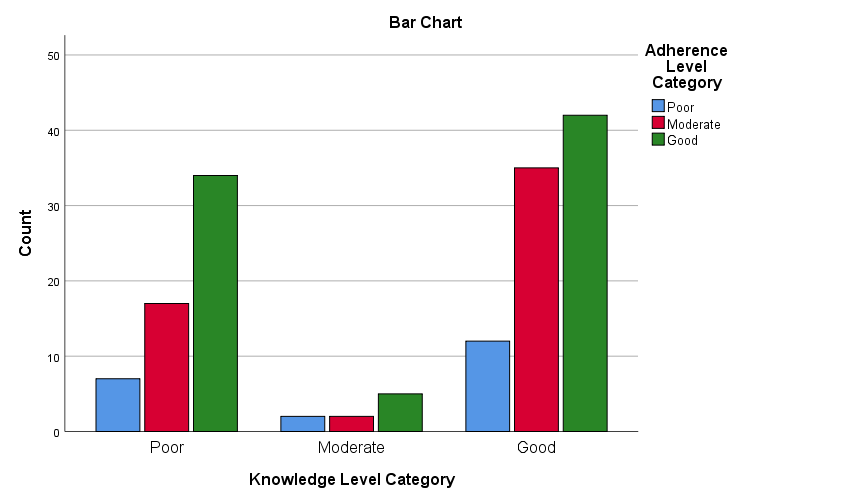 Bar Chart
Adherence
Level
Category
Poor
Moderate
Good
50
40
30
20
10
0
Count
Poor Moderate Good
Knowledge Level Category